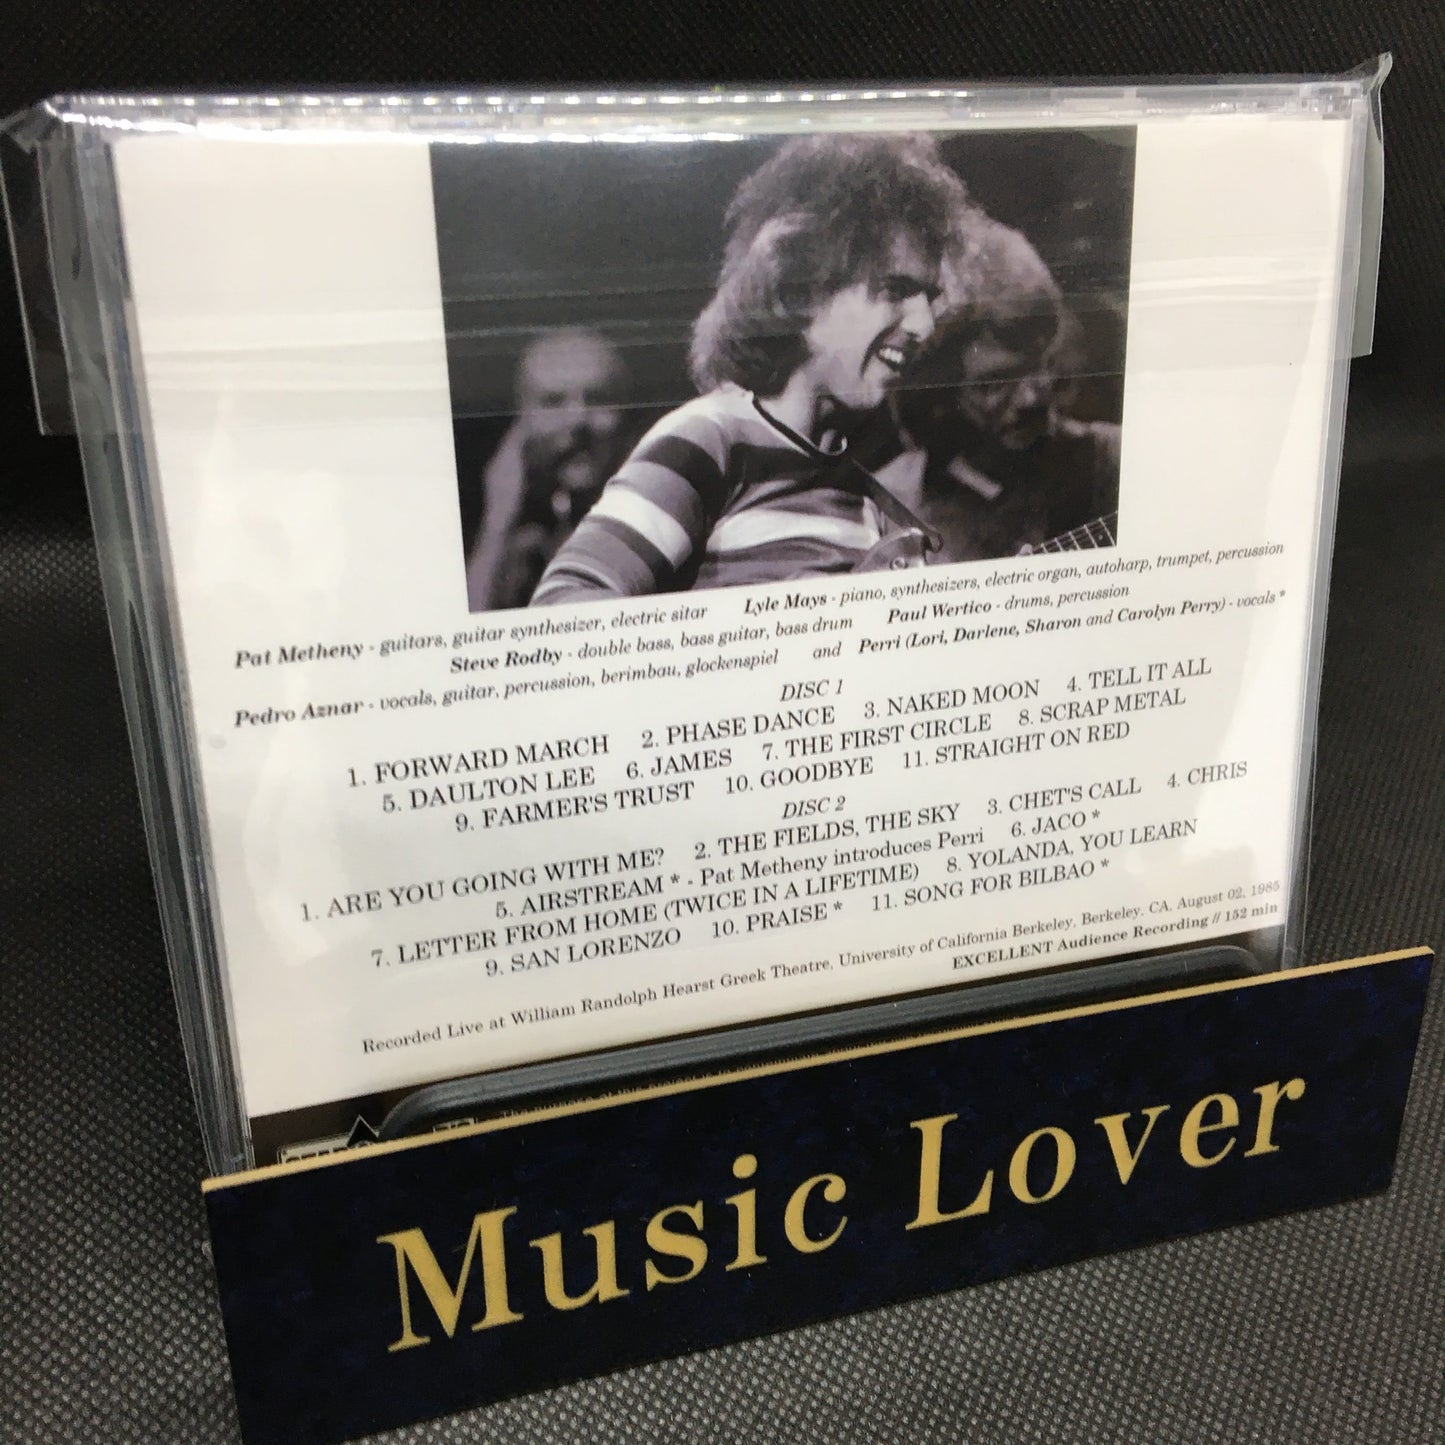 Pat Metheny - guitars, guitar synthesizer, electric sitar Lyle Mays - piano, synthesizers, electric organ, autoharp, trumpet, percussion
Steve Rodby - double bass, bass guitar, bass drum Paul Wertico - drums, percussion
Pedro Aznar - vocals, guitar, percussion, berimbau, glockenspiel and Perri (Lori, Darlene, Sharon and Carolyn Perry) - vocals *
DISC 1
1. FORWARD MARCH 2. PHASE DANCE 3. NAKED MOON 4. TELL IT ALL
5. DAULTON LEE 6. JAMES 7. THE FIRST CIRCLE 8. SCRAP METAL
9. FARMER'S TRUST 10. GOODBYE 11. STRAIGHT ON RED
DISC 2
1. ARE YOU GOING WITH ME? 2. THE FIELDS, THE SKY 3. CHET'S CALL 4. CHRIS
5. AIRSTREAM * - Pat Metheny introduces Perri 6. JACO *
7. LETTER FROM HOME (TWICE IN A LIFETIME) 8. YOLANDA, YOU LEARN
9. SAN LORENZO 10. PRAISE * 11. SONG FOR BILBAO *
Recorded Live at William Randolph Hearst Greek Theatre, University of California Berkeley, Berkeley, CA, August 02, 1985
EXCELLENT Audience Recording // 152 min
Music Lover